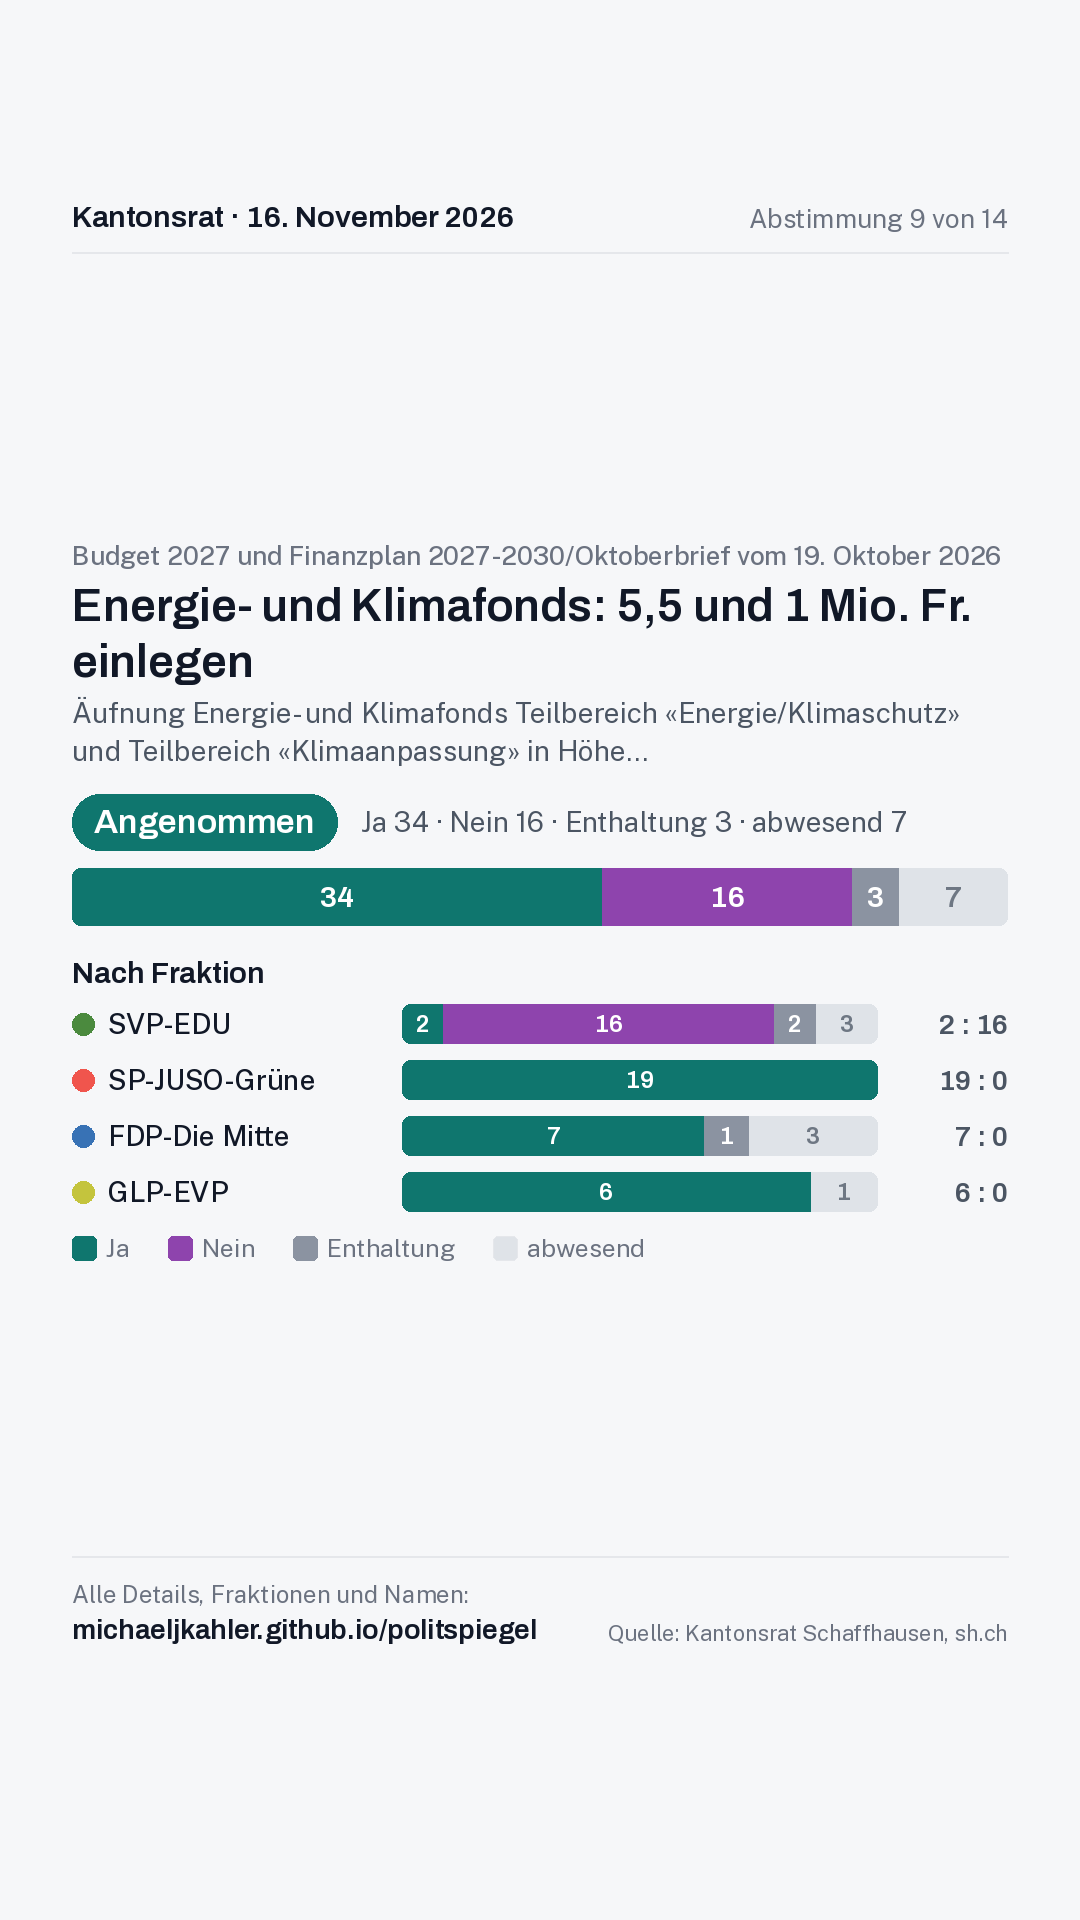 Kantonsrat · 16. November 2026
Abstimmung 9 von 14
Budget 2027 und Finanzplan 2027-2030/Oktoberbrief vom 19. Oktober 2026
Energie- und Klimafonds: 5,5 und 1 Mio. Fr.
einlegen
Äufnung Energie- und Klimafonds Teilbereich «Energie/Klimaschutz»
und Teilbereich «Klimaanpassung» in Höhe…
Angenommen
Ja 34 · Nein 16 · Enthaltung 3 · abwesend 7
34 16 3 7
Nach Fraktion
SVP-EDU 2 16 2 3 2 : 16
SP-JUSO-Grüne 19 19 : 0
FDP-Die Mitte 7 1 3 7 : 0
GLP-EVP 6 1 6 : 0
Ja Nein Enthaltung abwesend
Alle Details, Fraktionen und Namen:
michaeljkahler.github.io/politspiegel
Quelle: Kantonsrat Schaffhausen, sh.ch